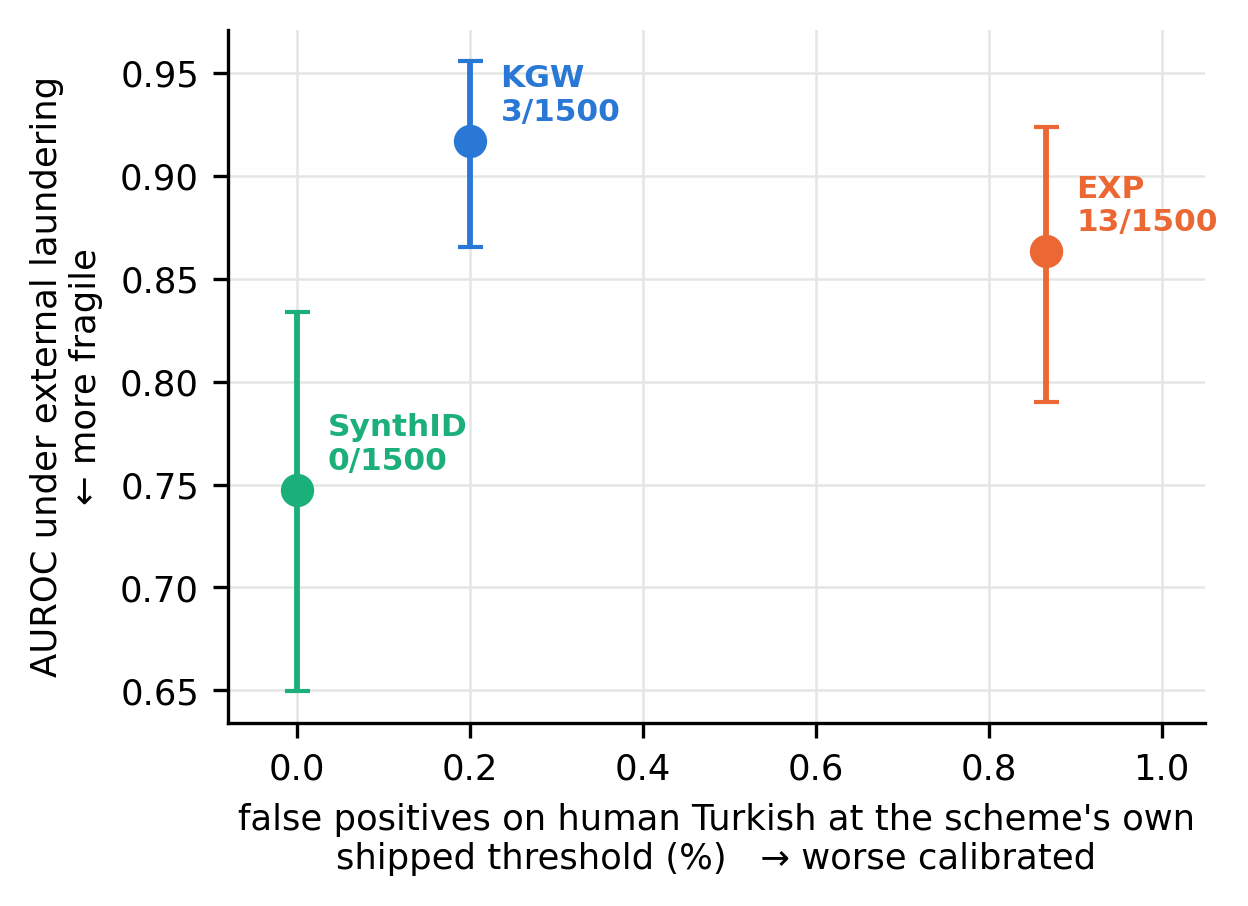 AUROC under external laundering
← more fragile
0.95
0.90
0.85
0.80
0.75
0.70
0.65
KGW
3/1500
EXP
13/1500
SynthID
0/1500
0.0
0.2
0.4
0.6
0.8
1.0
false positives on human Turkish at the scheme's own
shipped threshold (%) → worse calibrated